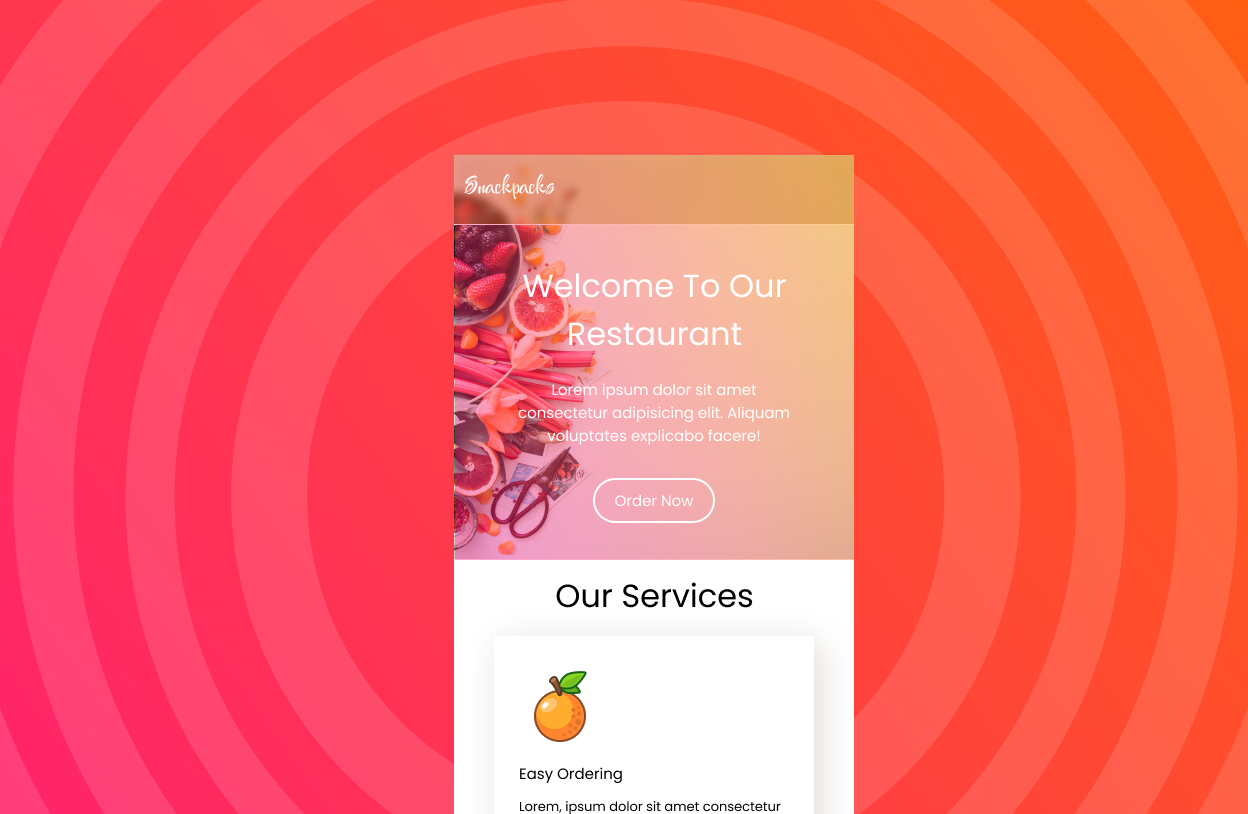 Snackpacks
Welcome To Our
Restaurant
Lorem ipsum dolor sit amet
consectetur adipisicing elit. Aliquam
voluptates explicabo facere!
Order Now
Our Services
Easy Ordering
Lorem, ipsum dolor sit amet consectetur